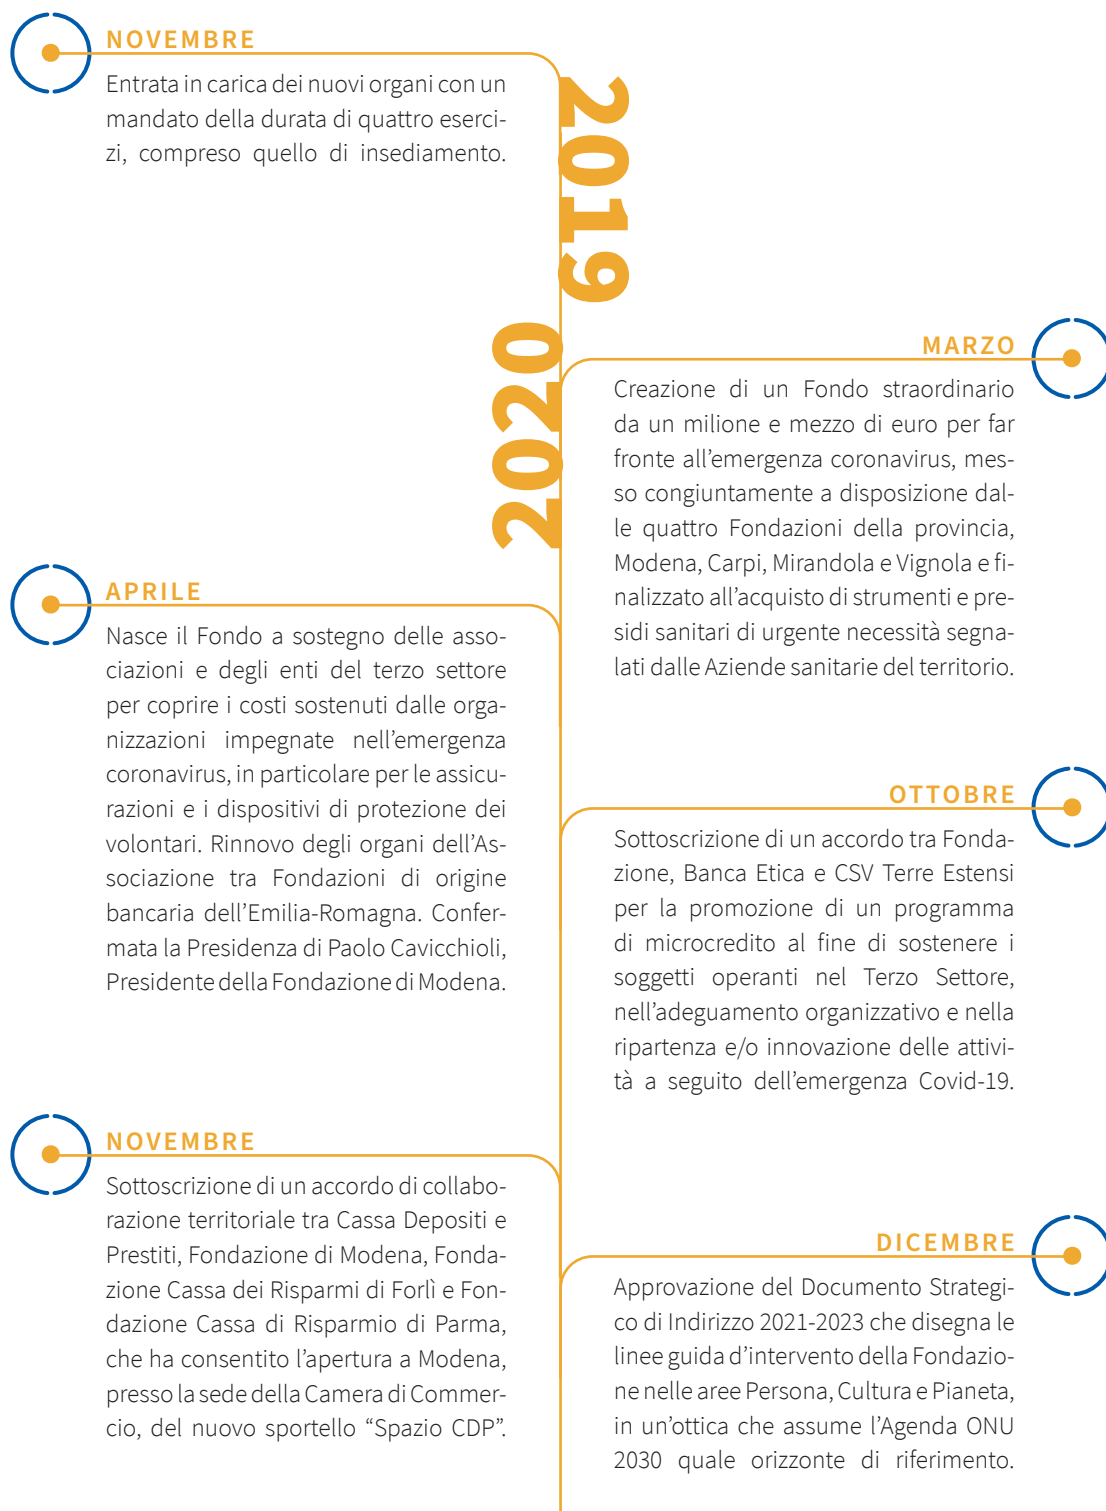 NOVEMBRE
Entrata in carica dei nuovi organi con un
mandato della durata di quattro eserci-
zi, compreso quello di insediamento.
2019
2020
MARZO
Creazione di un Fondo straordinario
da un milione e mezzo di euro per far
fronte all’emergenza coronavirus, mes-
so congiuntamente a disposizione dal-
le quattro Fondazioni della provincia,
Modena, Carpi, Mirandola e Vignola e fi-
nalizzato all’acquisto di strumenti e pre-
sidi sanitari di urgente necessità segna-
lati dalle Aziende sanitarie del territorio.
APRILE
Nasce il Fondo a sostegno delle asso-
ciazioni e degli enti del terzo settore
per coprire i costi sostenuti dalle orga-
nizzazioni impegnate nell’emergenza
coronavirus, in particolare per le assicu-
razioni e i dispositivi di protezione dei
volontari. Rinnovo degli organi dell’As-
sociazione tra Fondazioni di origine
bancaria dell’Emilia-Romagna. Confer-
mata la Presidenza di Paolo Cavicchioli,
Presidente della Fondazione di Modena.
OTTOBRE
Sottoscrizione di un accordo tra Fonda-
zione, Banca Etica e CSV Terre Estensi
per la promozione di un programma
di microcredito al fine di sostenere i
soggetti operanti nel Terzo Settore,
nell’adeguamento organizzativo e nella
ripartenza e/o innovazione delle attivi-
tà a seguito dell’emergenza Covid-19.
NOVEMBRE
Sottoscrizione di un accordo di collabo-
razione territoriale tra Cassa Depositi e
Prestiti, Fondazione di Modena, Fonda-
zione Cassa dei Risparmi di Forlì e Fon-
dazione Cassa di Risparmio di Parma,
che ha consentito l’apertura a Modena,
presso la sede della Camera di Commer-
cio, del nuovo sportello “Spazio CDP”.
DICEMBRE
Approvazione del Documento Strategi-
co di Indirizzo 2021-2023 che disegna le
linee guida d’intervento della Fondazio-
ne nelle aree Persona, Cultura e Pianeta,
in un’ottica che assume l’Agenda ONU
2030 quale orizzonte di riferimento.